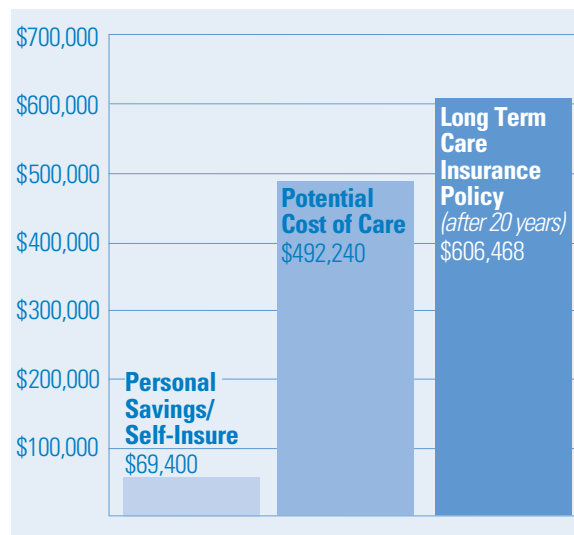 $700,000
$600,000
$500,000
$400,000
$300,000
$200,000
$100,000
Personal
Savings/
Self-Insure
$69,400
Potential
Cost of Care
$492,240
Long Term
Care
Insurance
Policy
(after 20 years)
$606,468